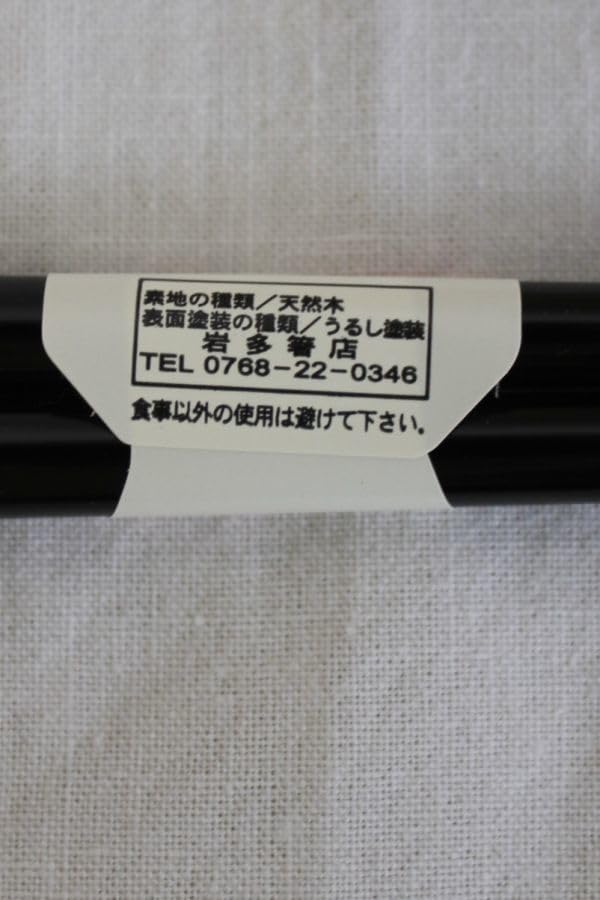 素地の種類／天然木
表面塗装の種類／うるし塗装
岩多箸店
TEL 0768−22−0346
食事以外の使用は避けて下さい.